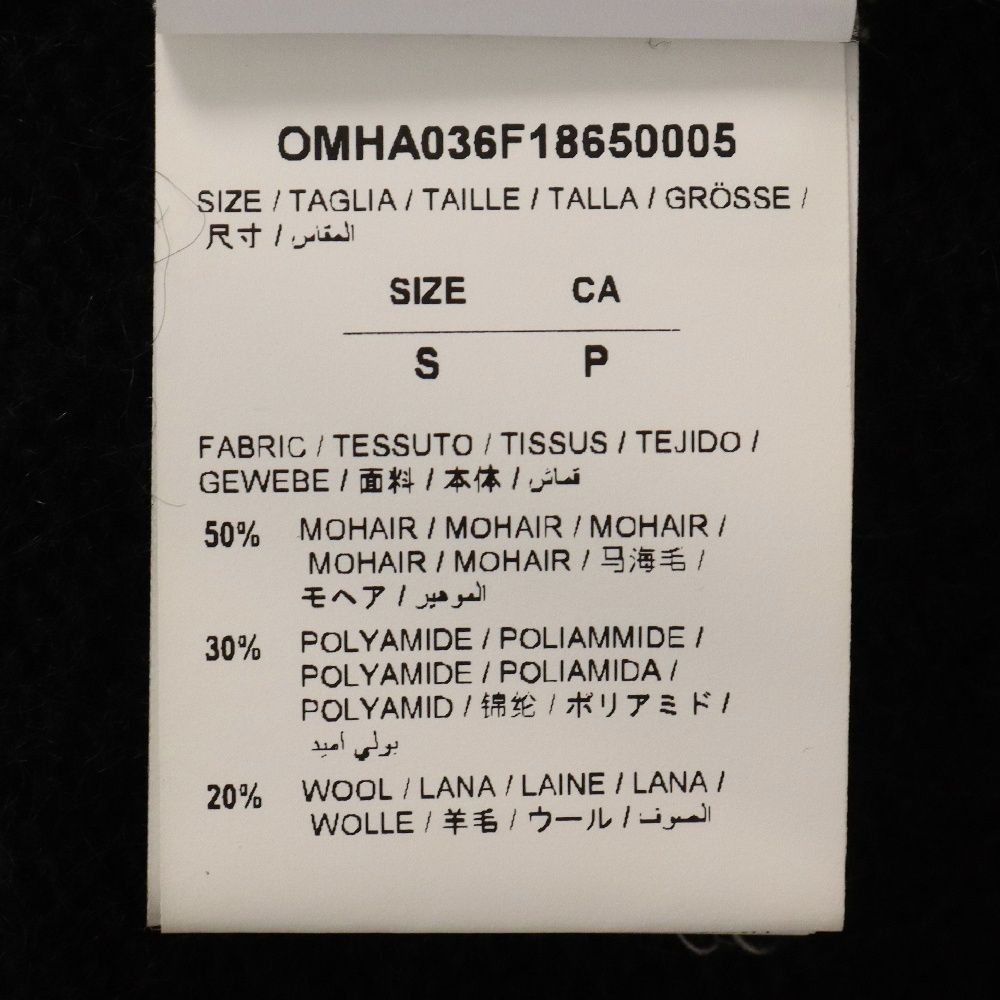 OMHA036F18650005
SIZE / TAGLIA / TAILLE / TALLA / GRÖSSE /
尺寸 / المقاس
SIZE CA
S P
FABRIC / TESSUTO / TISSUS / TEJIDO /
GEWEBE / 面料 / 本体 / قماش
50% MOHAIR / MOHAIR / MOHAIR /
MOHAIR / MOHAIR / 马海毛 /
モヘア / الموهير
30% POLYAMIDE / POLIAMMIDE /
POLYAMIDE / POLIAMIDA /
POLYAMID / 锦纶 / ポリアミド /
بولي أميد
20% WOOL / LANA / LAINE / LANA /
WOLLE / 羊毛 / ウール / الصوف